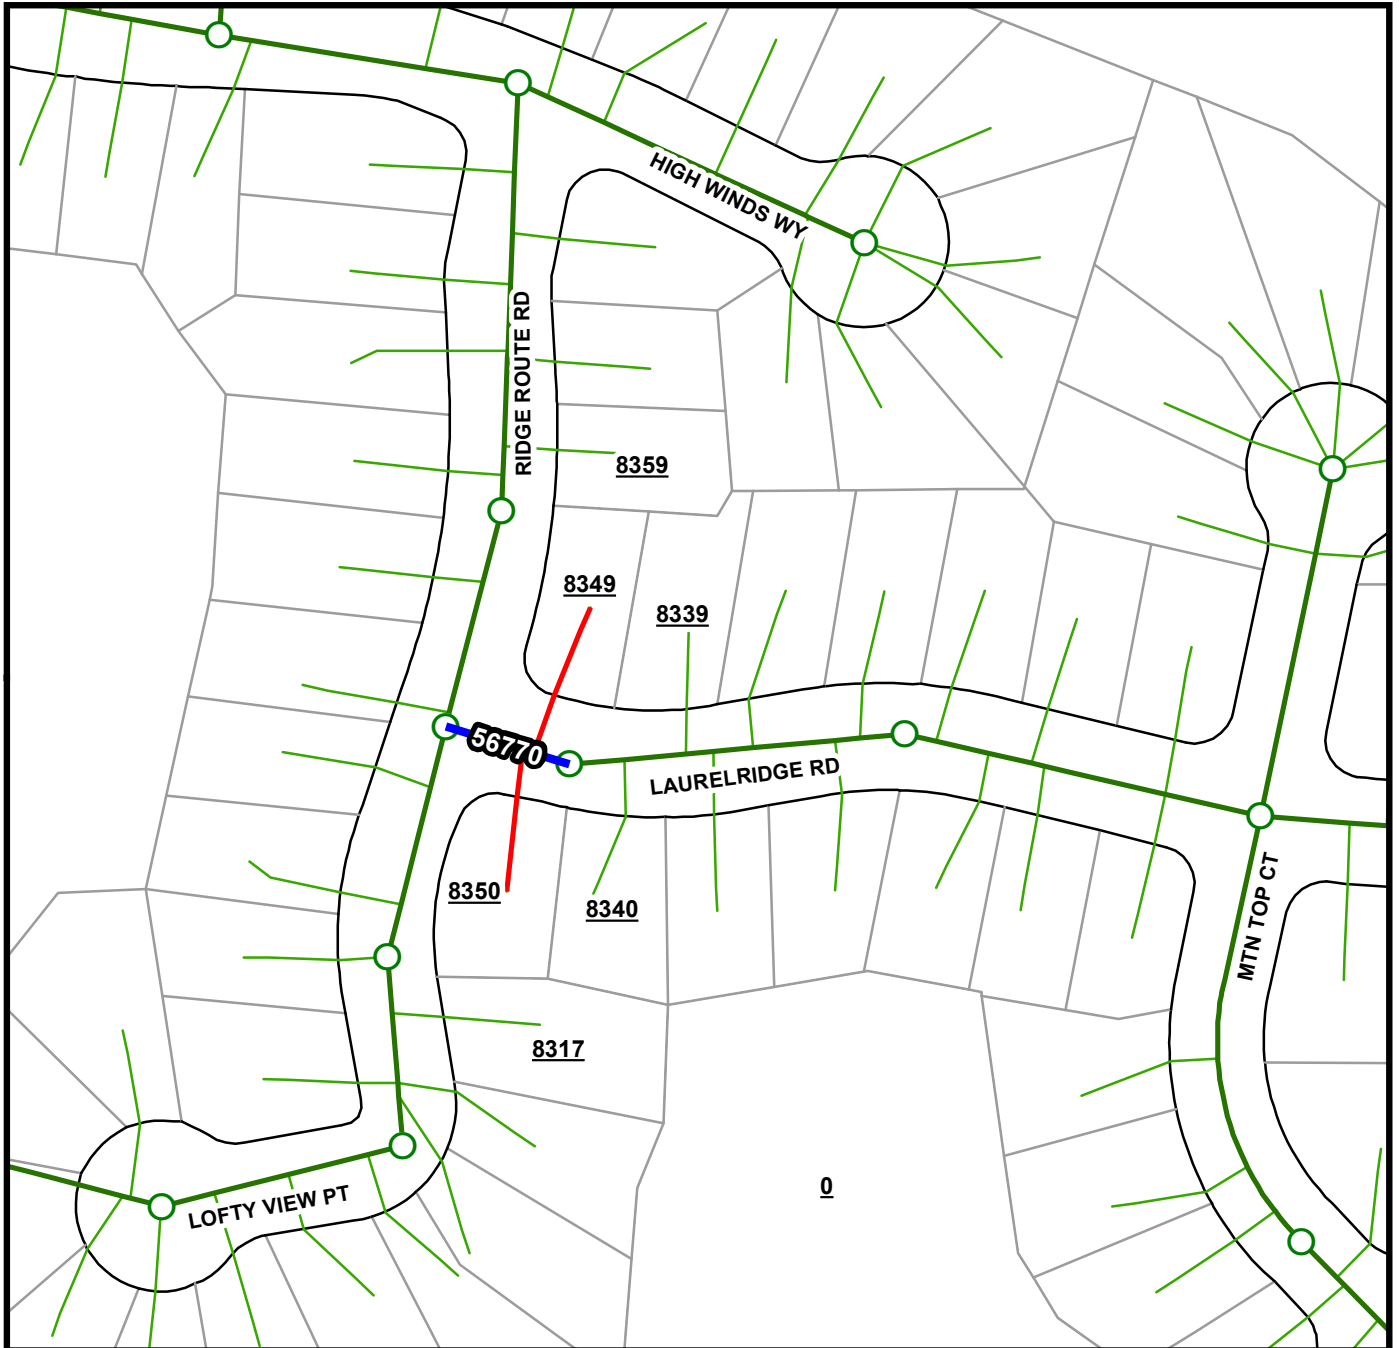 HIGH WINDS WY
RIDGE ROUTE RD
8359
8349
8339
56770
LAURELRIDGE RD
8350
8340
MTN TOP CT
8317
0
LOFTY VIEW PT